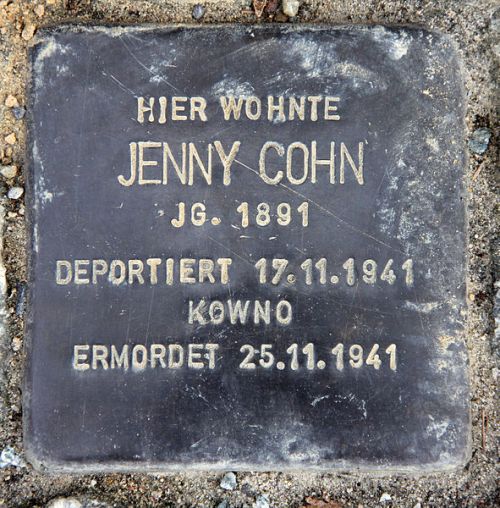 HIER WOHNTE
JENNY COHN
JG. 1891
DEPORTIERT 17.11.1941
KOWNO
ERMORDET 25.11.1941